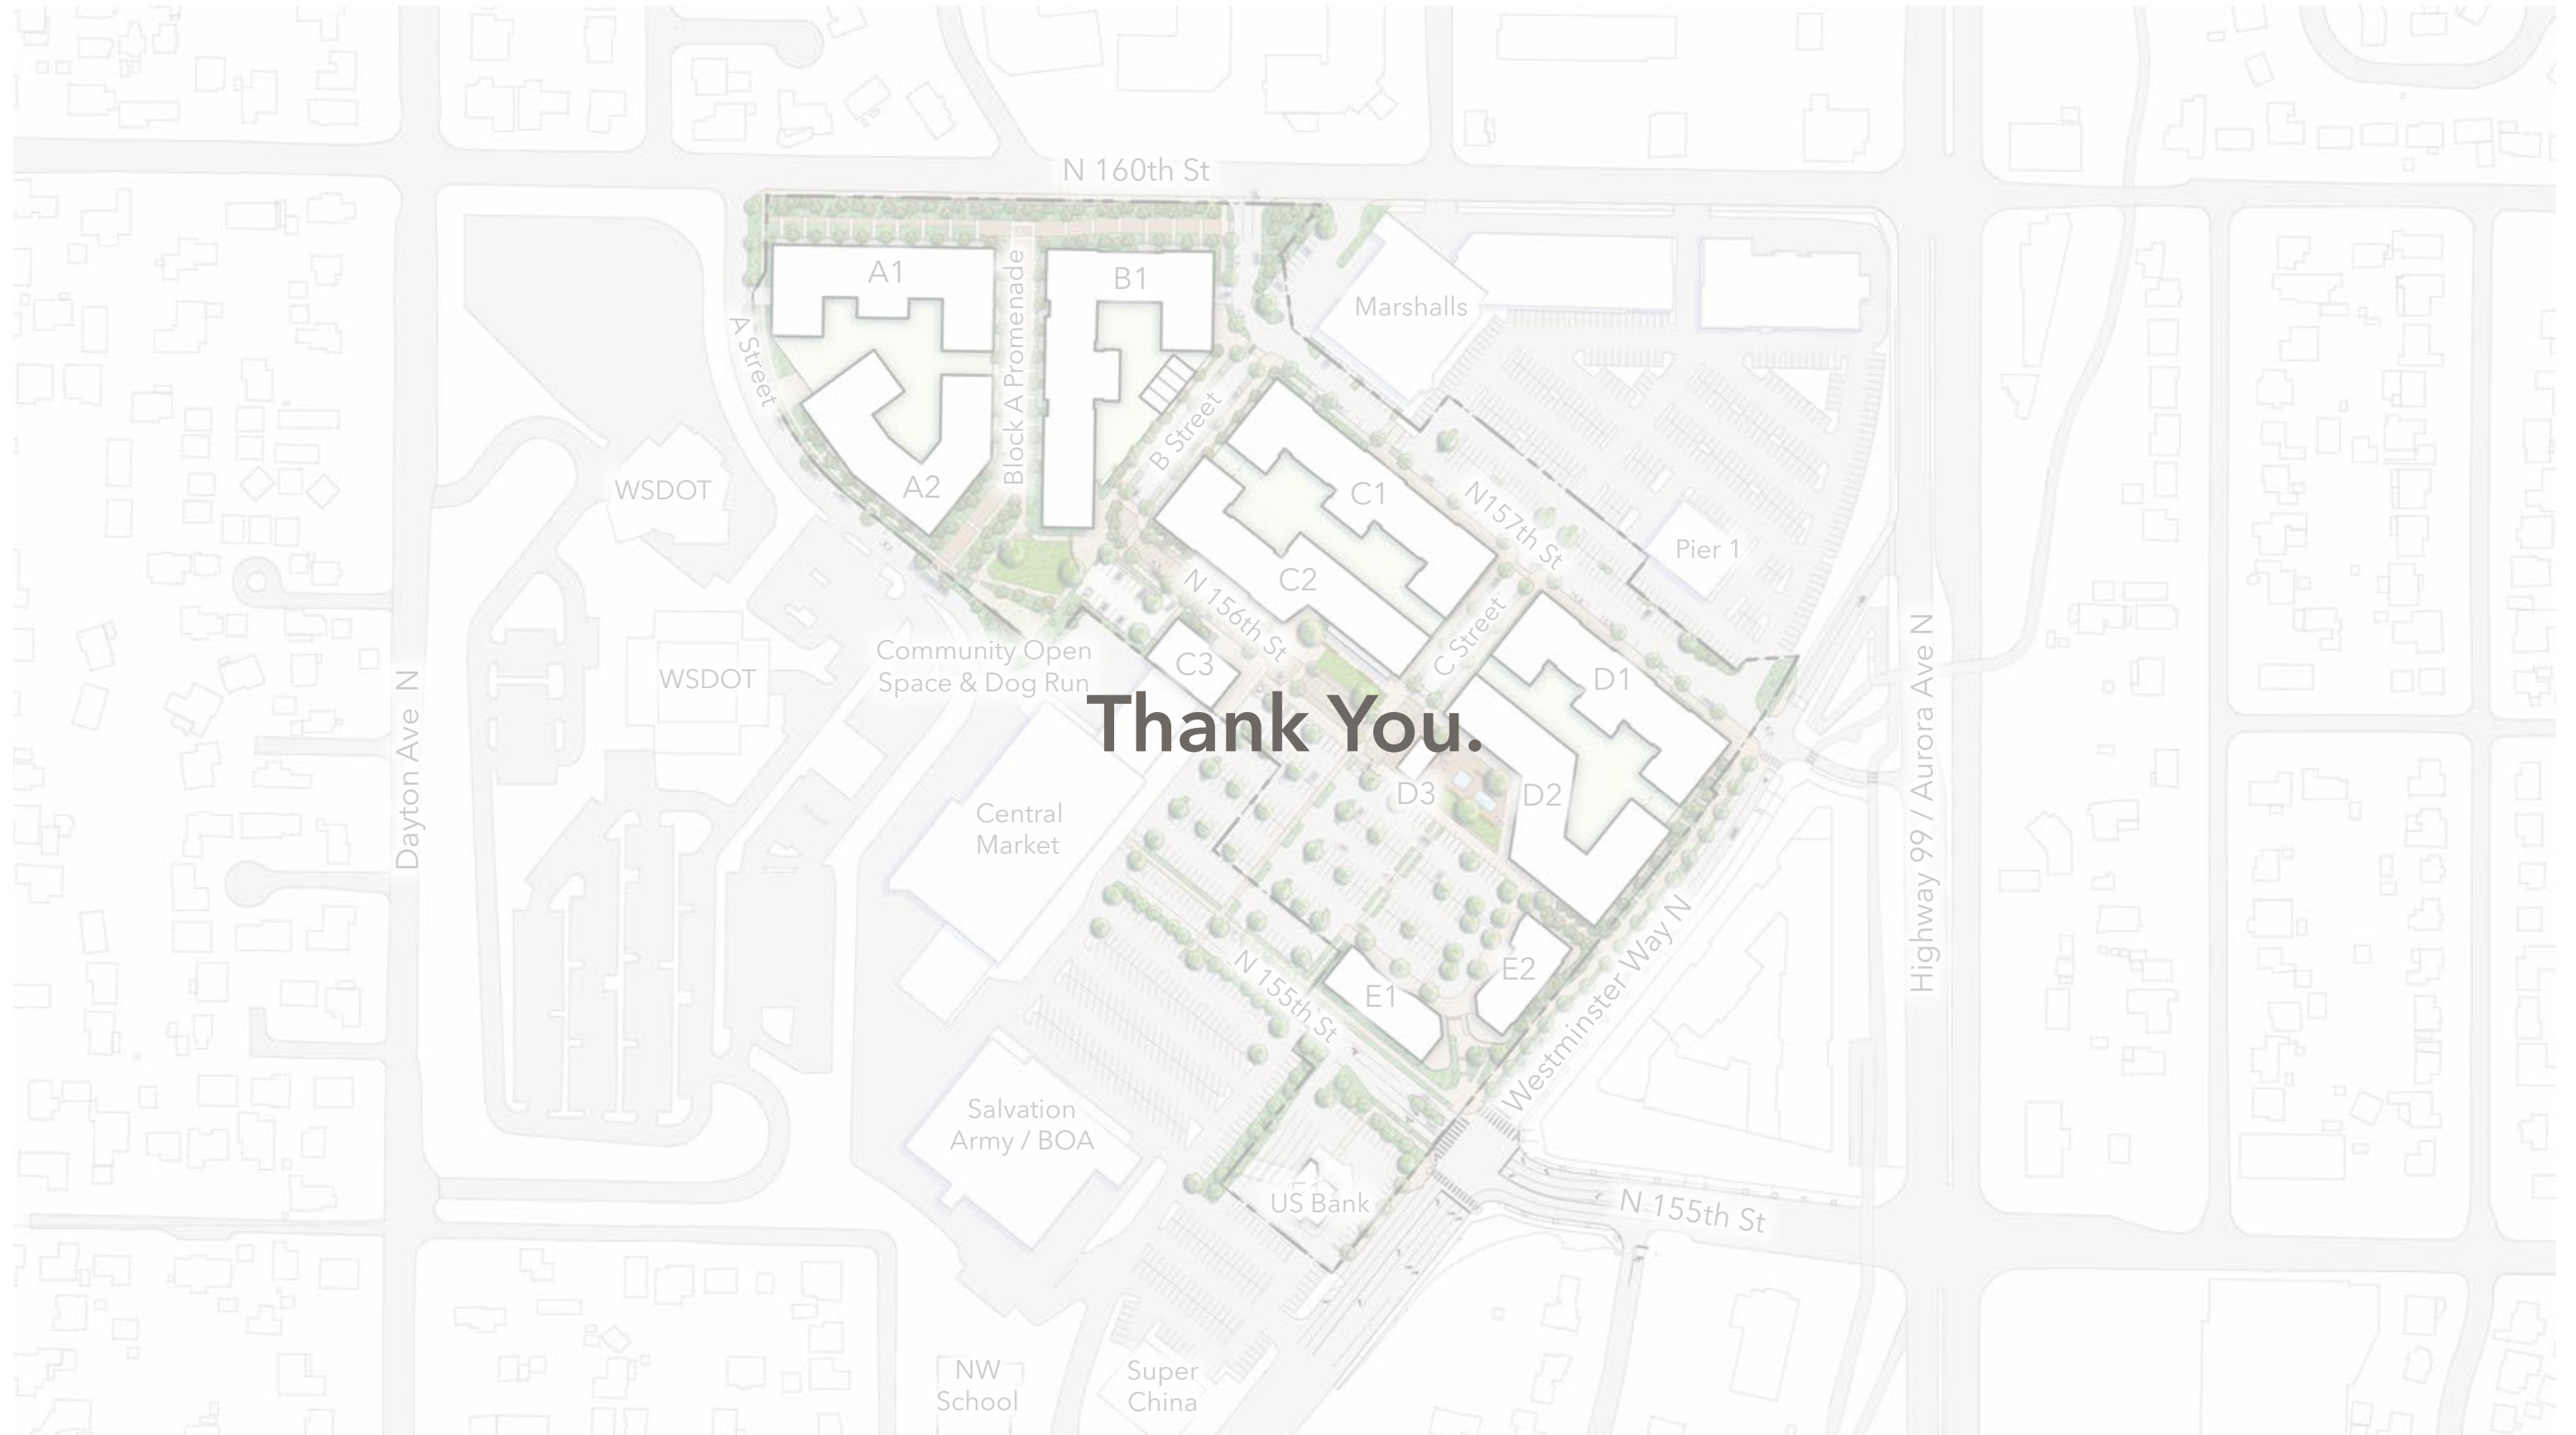 N 160th St
A1
B1
Marshalls
A Street
Block A Promenade
B Street
A2
WSDOT
C1
N157th St
Pier 1
C2
N 156th St
C Street
Community Open
Space & Dog Run
C3
D1
WSDOT
Dayton Ave N
Highway 99 / Aurora Ave N
Thank You.
D3
D2
Central
Market
E2
E1
N 155th St
Westminster Way N
Salvation
Army / BOA
US Bank
N 155th St
NW
School
Super
China